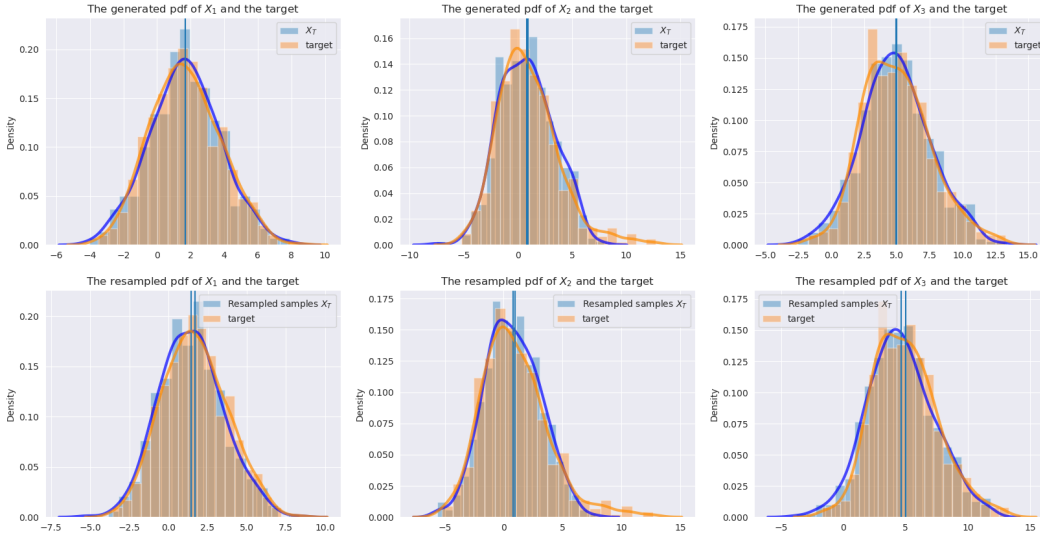 The generated pdf of X₁ and the target
The generated pdf of X₂ and the target
The generated pdf of X₃ and the target
X_T
target
X_T
target
X_T
target
Density
0.20
0.15
0.10
0.05
0.00
−6 −4 −2 0 2 4 6 8 10
Density
0.16
0.14
0.12
0.10
0.08
0.06
0.04
0.02
0.00
−10 −5 0 5 10 15
Density
0.175
0.150
0.125
0.100
0.075
0.050
0.025
0.000
−5.0 −2.5 0.0 2.5 5.0 7.5 10.0 12.5 15.0
The resampled pdf of X₁ and the target
The resampled pdf of X₂ and the target
The resampled pdf of X₃ and the target
Resampled samples X_T
target
Resampled samples X_T
target
Resampled samples X_T
target
Density
0.20
0.15
0.10
0.05
0.00
−7.5 −5.0 −2.5 0.0 2.5 5.0 7.5 10.0
Density
0.175
0.150
0.125
0.100
0.075
0.050
0.025
0.000
−5 0 5 10 15
Density
0.175
0.150
0.125
0.100
0.075
0.050
0.025
0.000
−5 0 5 10 15